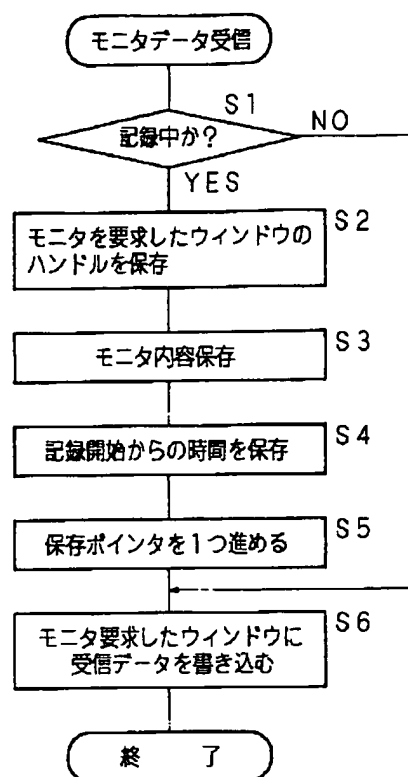 モニタデータ受信
S1
記録中か?
NO
YES
S2
モニタを要求したウィンドウの
ハンドルを保存
S3
モニタ内容保存
S4
記録開始からの時間を保存
S5
保存ポインタを1つ進める
S6
モニタ要求したウィンドウに
受信データを書き込む
終 了